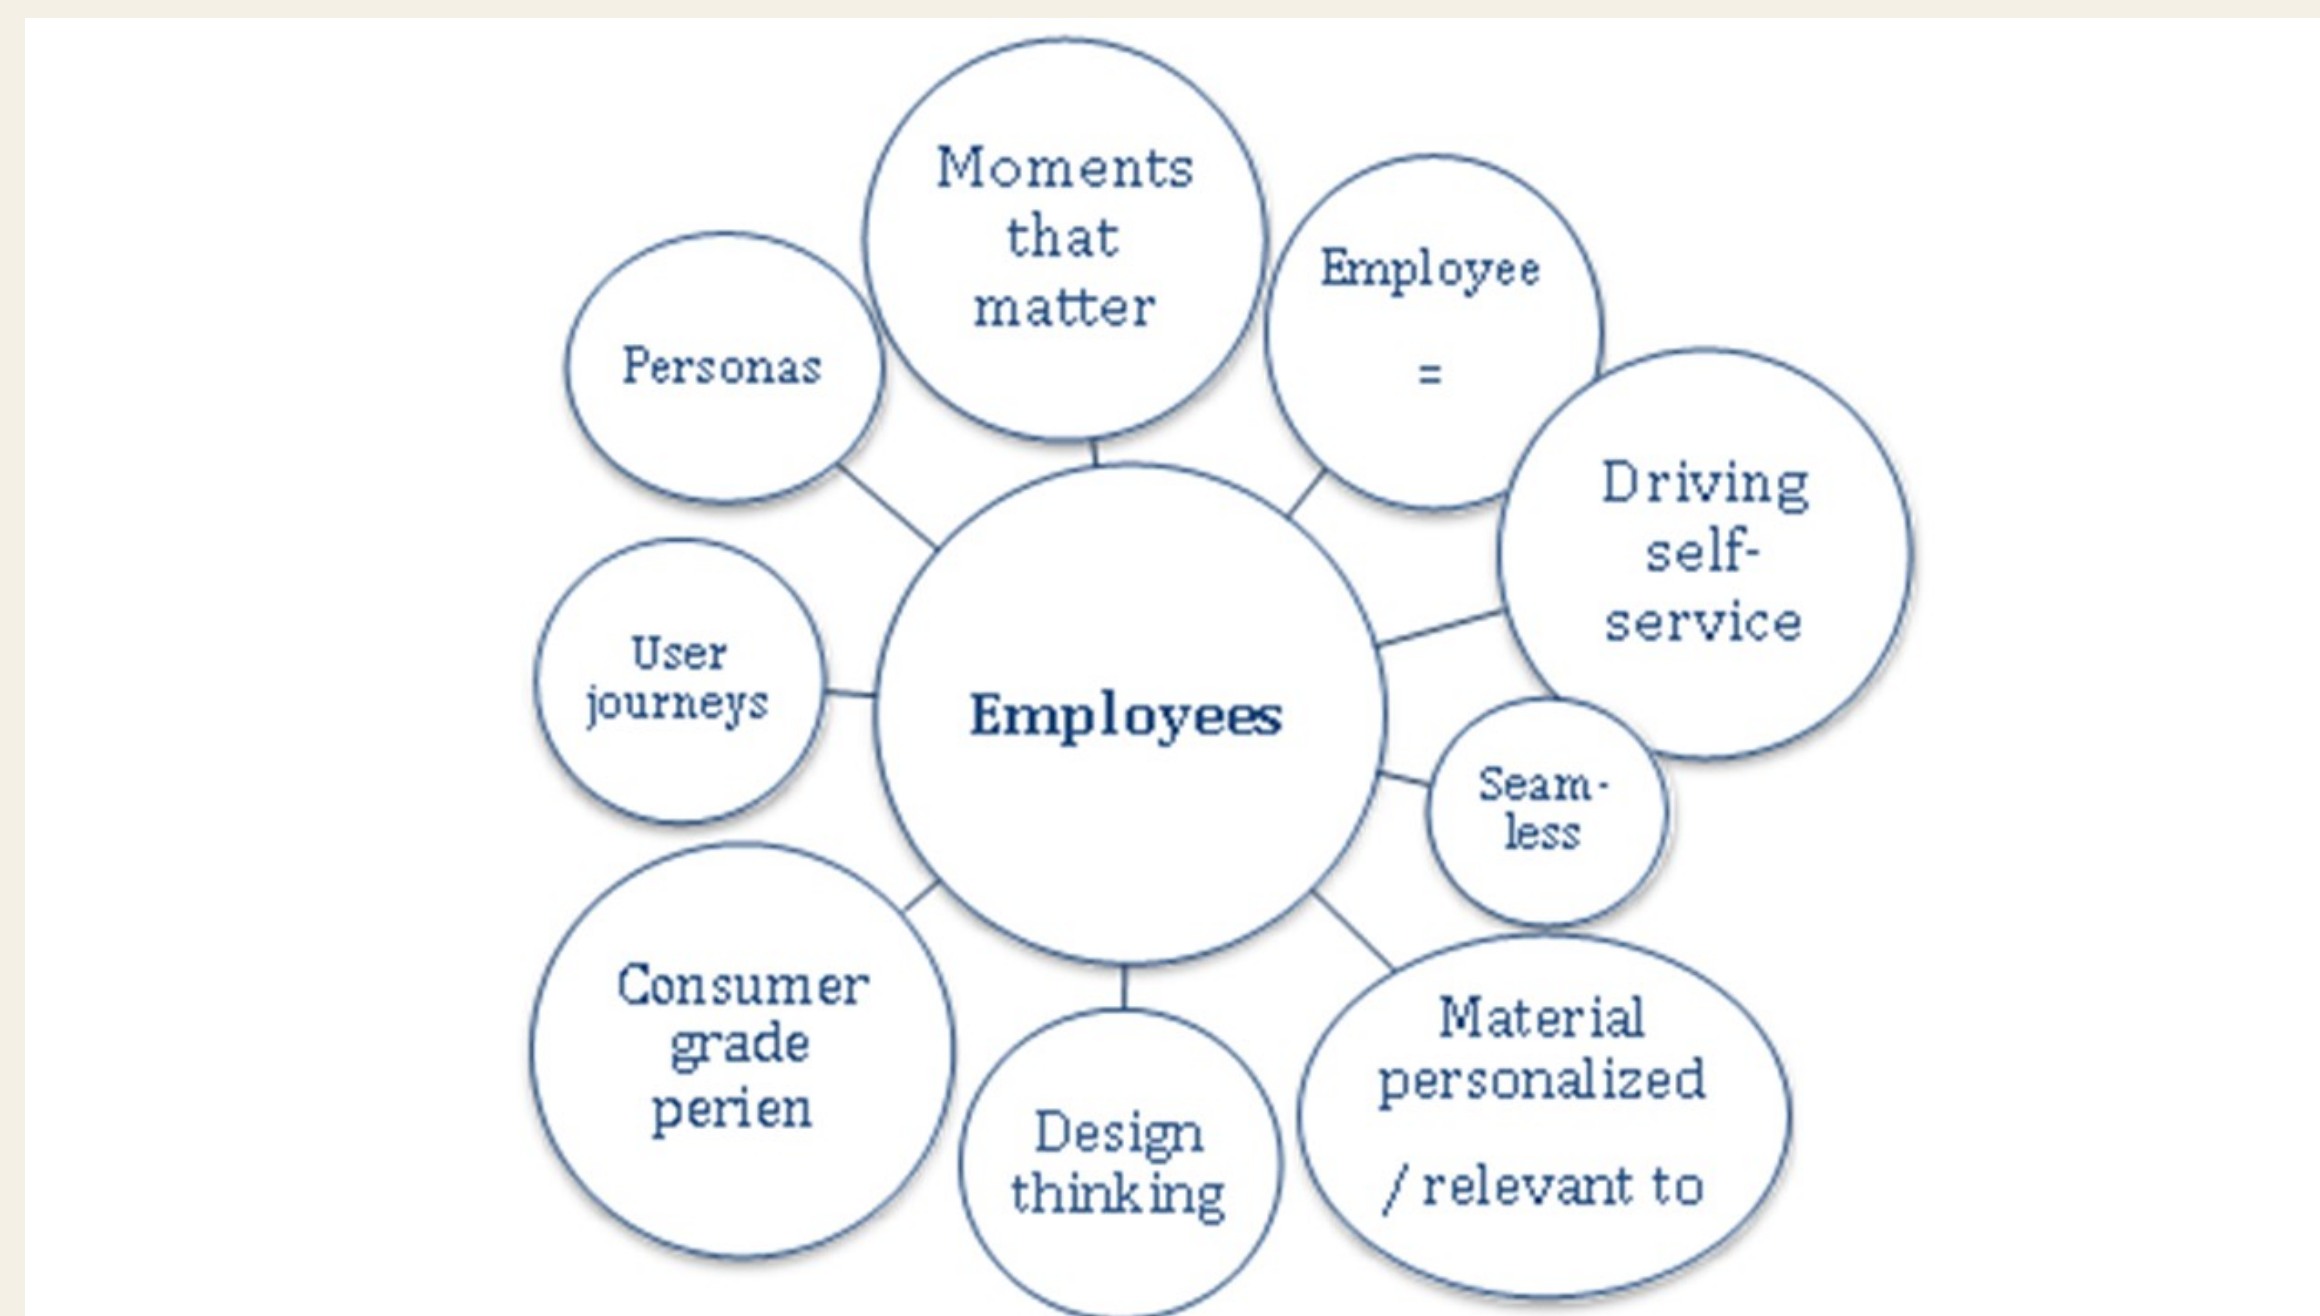 Moments
that
matter
Employee
=
Personas
Driving
self-
service
User
journeys
Employees
Seam-
less
Consumer
grade
perien
Material
personalized
/ relevant to
Design
thinking